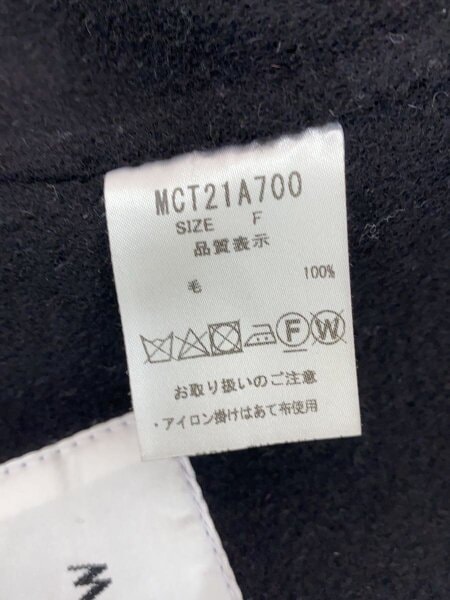 MCT21A700
SIZE F
品質表示
毛 100%
F W
お取り扱いのご注意
・アイロン掛けはあて布使用
W